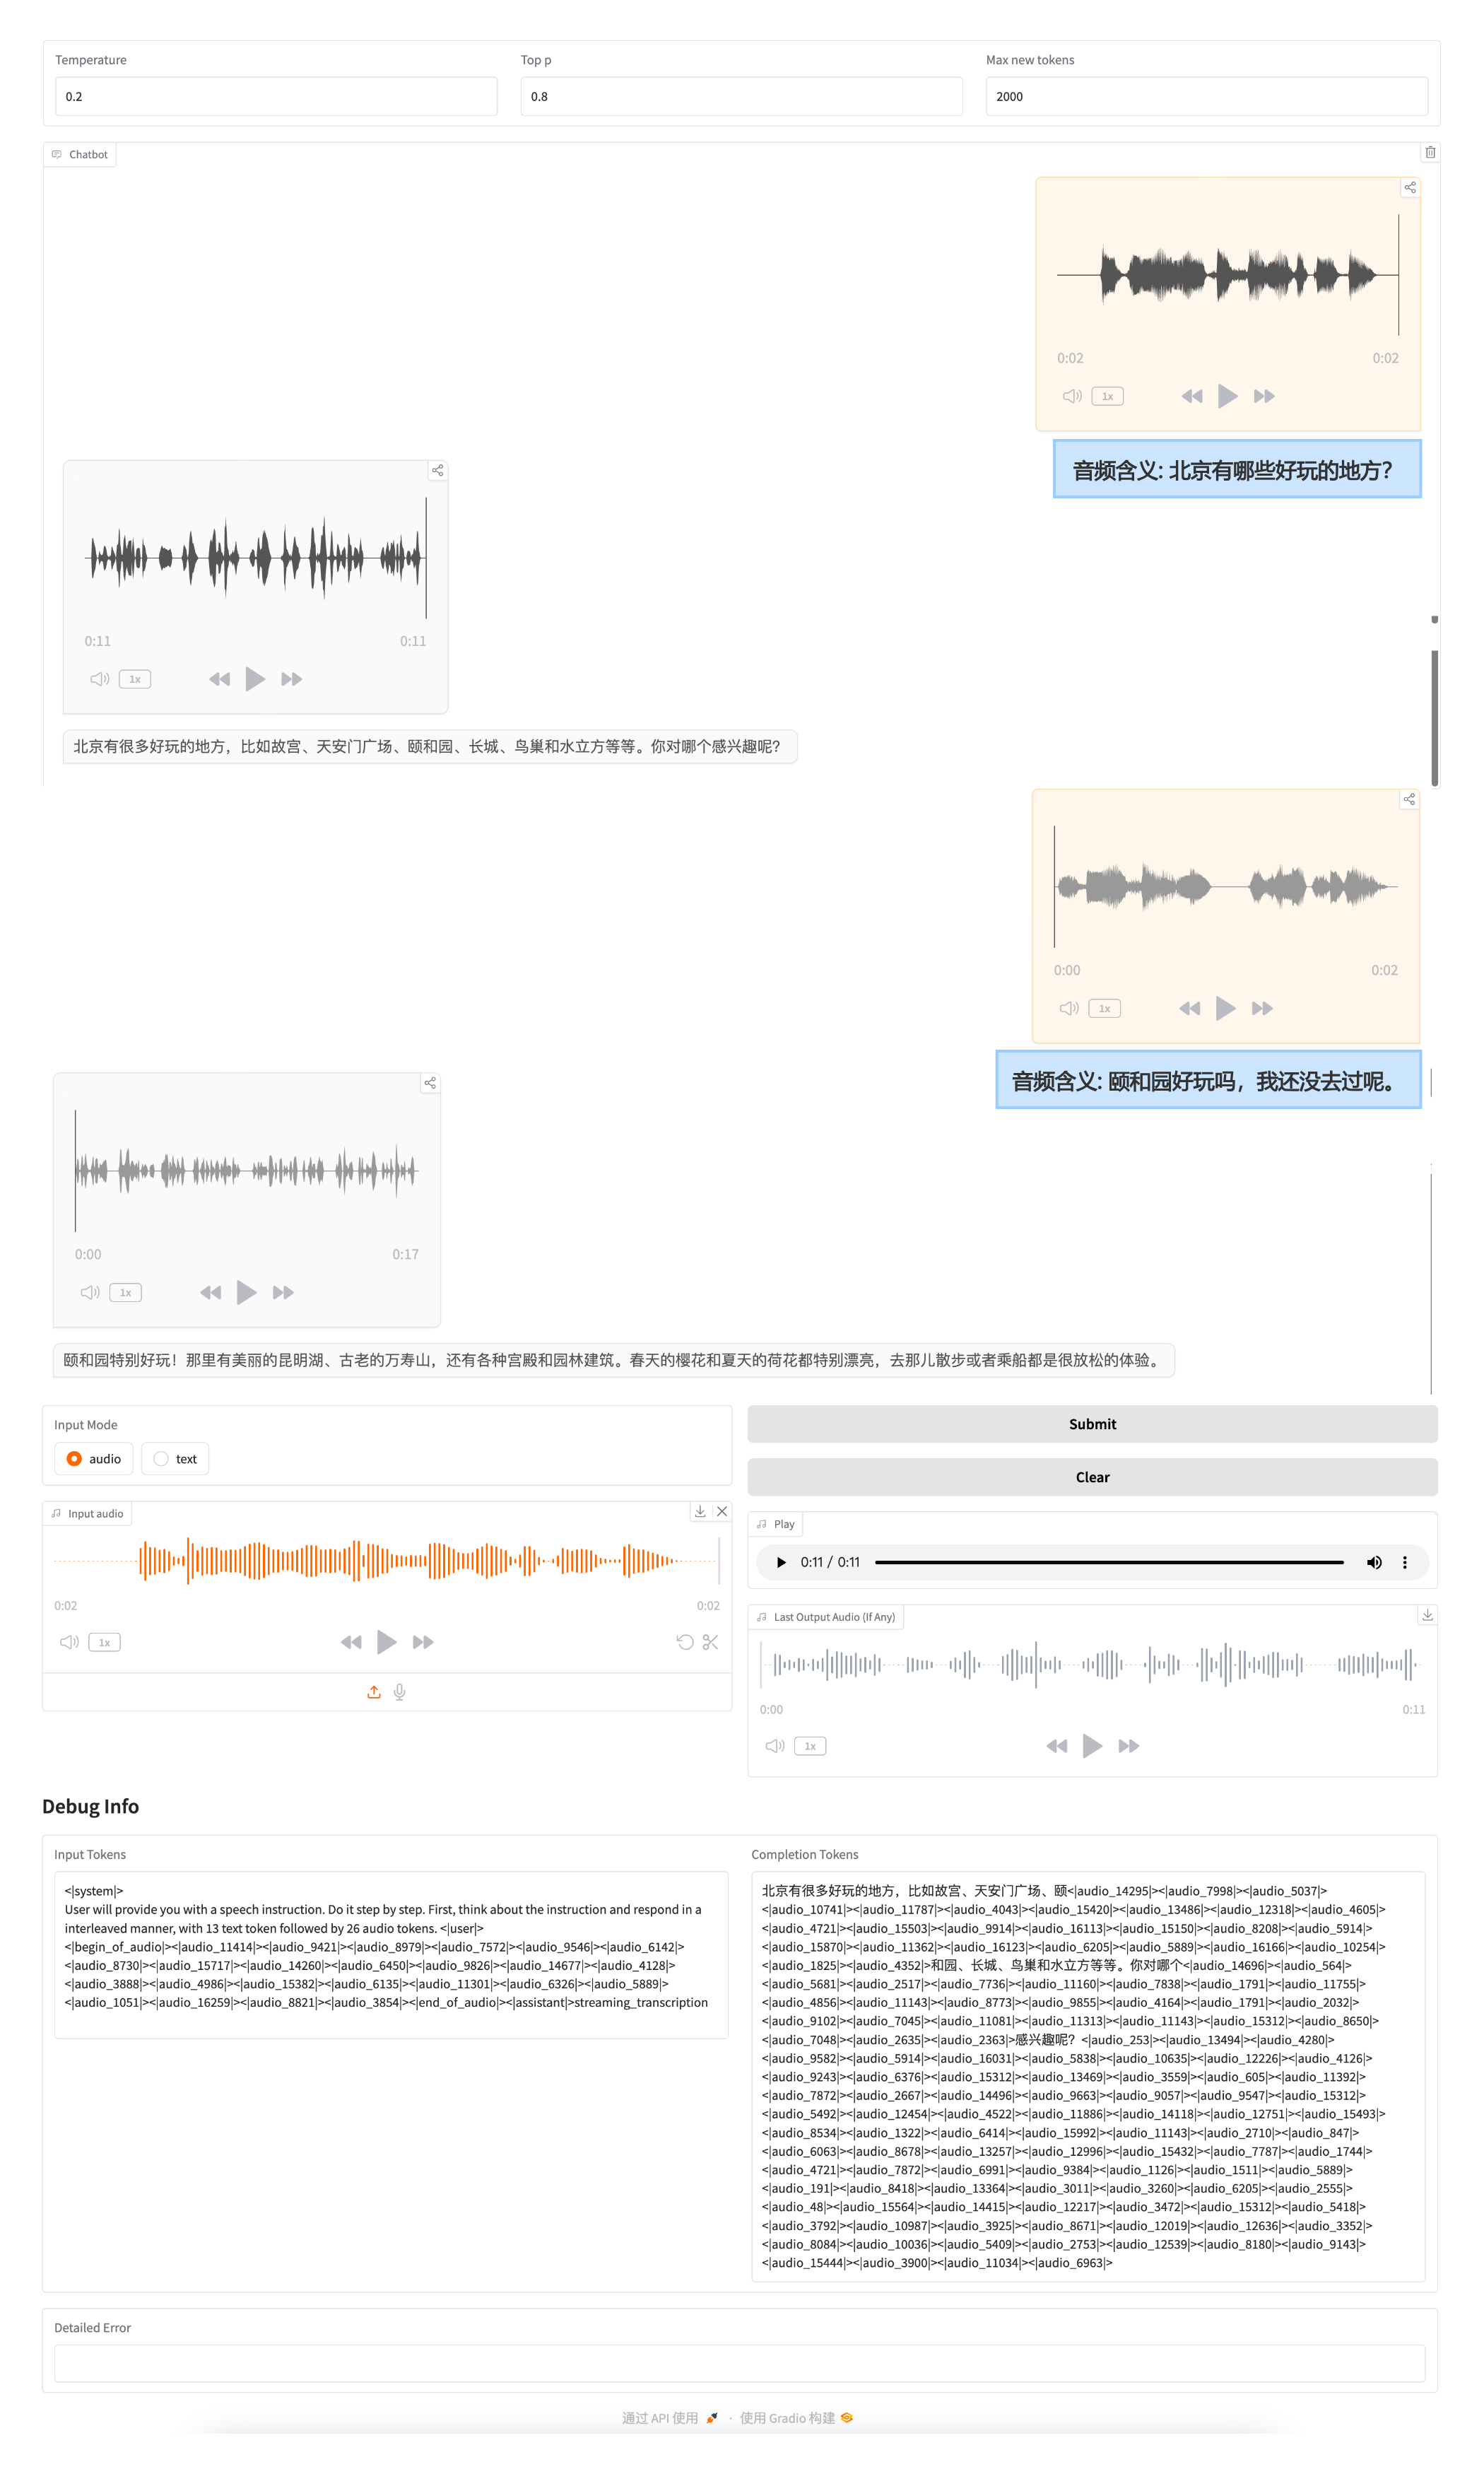 Temperature
Top p
Max new tokens
0.2
0.8
2000
Chatbot
0:02
0:02
1x
音频含义: 北京有哪些好玩的地方?
0:11
0:11
1x
北京有很多好玩的地方，比如故宫、天安门广场、颐和园、长城、鸟巢和水立方等等。你对哪个感兴趣呢？
0:00
0:02
1x
音频含义: 颐和园好玩吗，我还没去过呢。
0:00
0:17
1x
颐和园特别好玩！那里有美丽的昆明湖、古老的万寿山，还有各种宫殿和园林建筑。春天的樱花和夏天的荷花都特别漂亮，去那儿散步或者乘船都是很放松的体验。
Input Mode
audio
text
Submit
Clear
Input audio
0:02
0:02
1x
Play
0:11 / 0:11
Last Output Audio (If Any)
0:00
0:11
1x
Debug Info
Input Tokens
<|system|>
User will provide you with a speech instruction. Do it step by step. First, think about the instruction and respond in a
interleaved manner, with 13 text token followed by 26 audio tokens. <|user|>
<|begin_of_audio|><|audio_11414|><|audio_9421|><|audio_8979|><|audio_7572|><|audio_9546|><|audio_6142|>
<|audio_8730|><|audio_15717|><|audio_14260|><|audio_6450|><|audio_9826|><|audio_14677|><|audio_4128|>
<|audio_3888|><|audio_4986|><|audio_15382|><|audio_6135|><|audio_11301|><|audio_6326|><|audio_5889|>
<|audio_1051|><|audio_16259|><|audio_8821|><|audio_3854|><|end_of_audio|><|assistant|>streaming_transcription
Completion Tokens
北京有很多好玩的地方，比如故宫、天安门广场、颐<|audio_14295|><|audio_7998|><|audio_5037|>
<|audio_10741|><|audio_11787|><|audio_4043|><|audio_15420|><|audio_13486|><|audio_12318|><|audio_4605|>
<|audio_4721|><|audio_15503|><|audio_9914|><|audio_16113|><|audio_15150|><|audio_8208|><|audio_5914|>
<|audio_15870|><|audio_11362|><|audio_16123|><|audio_6205|><|audio_5889|><|audio_16166|><|audio_10254|>
<|audio_1825|><|audio_4352|>和园、长城、鸟巢和水立方等等。你对哪个<|audio_14696|><|audio_564|>
<|audio_5681|><|audio_2517|><|audio_7736|><|audio_11160|><|audio_7838|><|audio_1791|><|audio_11755|>
<|audio_4856|><|audio_11143|><|audio_8773|><|audio_9855|><|audio_4164|><|audio_1791|><|audio_2032|>
<|audio_9102|><|audio_7045|><|audio_11081|><|audio_11313|><|audio_11143|><|audio_15312|><|audio_8650|>
<|audio_7048|><|audio_2635|><|audio_2363|>感兴趣呢？<|audio_253|><|audio_13494|><|audio_4280|>
<|audio_9582|><|audio_5914|><|audio_16031|><|audio_5838|><|audio_10635|><|audio_12226|><|audio_4126|>
<|audio_9243|><|audio_6376|><|audio_15312|><|audio_13469|><|audio_3559|><|audio_605|><|audio_11392|>
<|audio_7872|><|audio_2667|><|audio_14496|><|audio_9663|><|audio_9057|><|audio_9547|><|audio_15312|>
<|audio_5492|><|audio_12454|><|audio_4522|><|audio_11886|><|audio_14118|><|audio_12751|><|audio_15493|>
<|audio_8534|><|audio_1322|><|audio_6414|><|audio_15992|><|audio_11143|><|audio_2710|><|audio_847|>
<|audio_6063|><|audio_8678|><|audio_13257|><|audio_12996|><|audio_15432|><|audio_7787|><|audio_1744|>
<|audio_4721|><|audio_7872|><|audio_6991|><|audio_9384|><|audio_1126|><|audio_1511|><|audio_5889|>
<|audio_191|><|audio_8418|><|audio_13364|><|audio_3011|><|audio_3260|><|audio_6205|><|audio_2555|>
<|audio_48|><|audio_15564|><|audio_14415|><|audio_12217|><|audio_3472|><|audio_15312|><|audio_5418|>
<|audio_3792|><|audio_10987|><|audio_3925|><|audio_8671|><|audio_12019|><|audio_12636|><|audio_3352|>
<|audio_8084|><|audio_10036|><|audio_5409|><|audio_2753|><|audio_12539|><|audio_8180|><|audio_9143|>
<|audio_15444|><|audio_3900|><|audio_11034|><|audio_6963|>
Detailed Error
通过 API 使用 · 使用 Gradio 构建